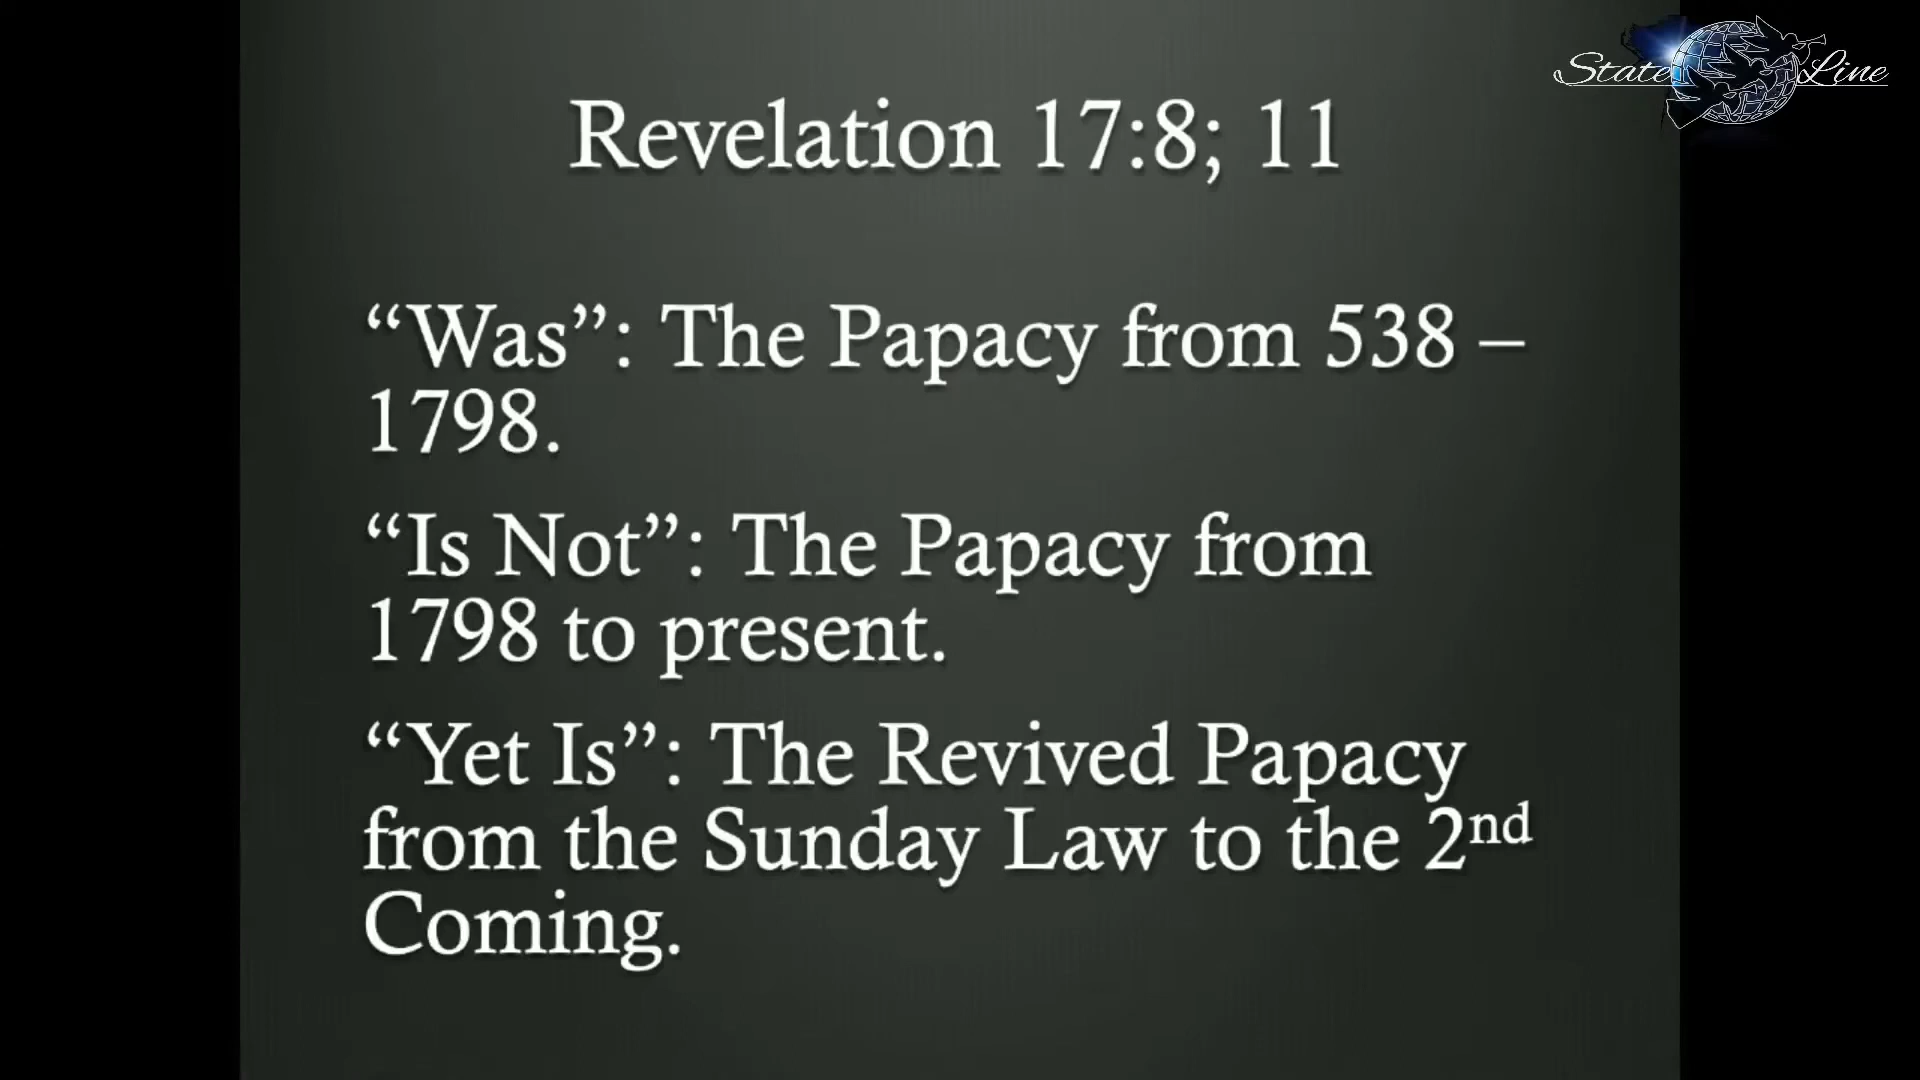 State Line
Revelation 17:8; 11
“Was”: The Papacy from 538 –
1798.
“Is Not”: The Papacy from
1798 to present.
“Yet Is”: The Revived Papacy
from the Sunday Law to the 2nd
Coming.